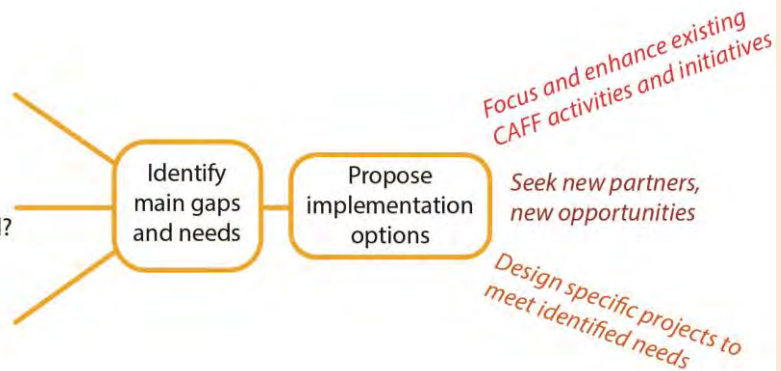 Identify
main gaps
and needs
Propose
implementation
options
Focus and enhance existing
CAFF activities and initiatives
Seek new partners,
new opportunities
Design specific projects to
meet identified needs